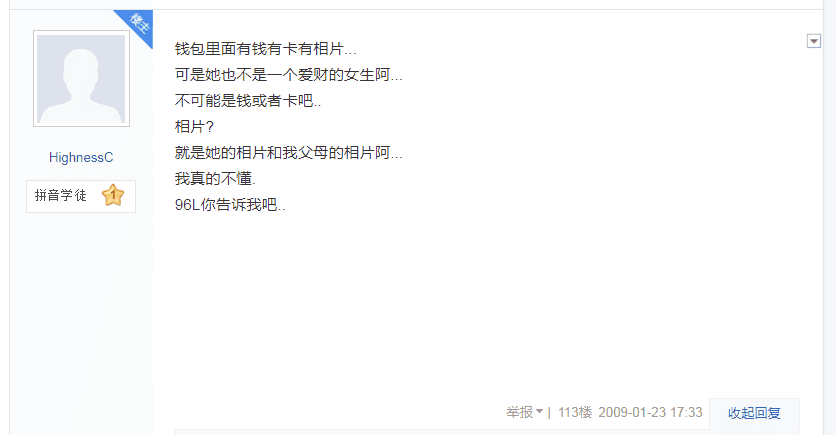 楼主
钱包里面有钱有卡有相片...
可是她也不是一个爱财的女生阿...
不可能是钱或者卡吧..
相片?
就是她的相片和我父母的相片阿...
我真的不懂.
96L你告诉我吧..
HighnessC
拼音学徒 1
举报 | 113楼 2009-01-23 17:33 收起回复